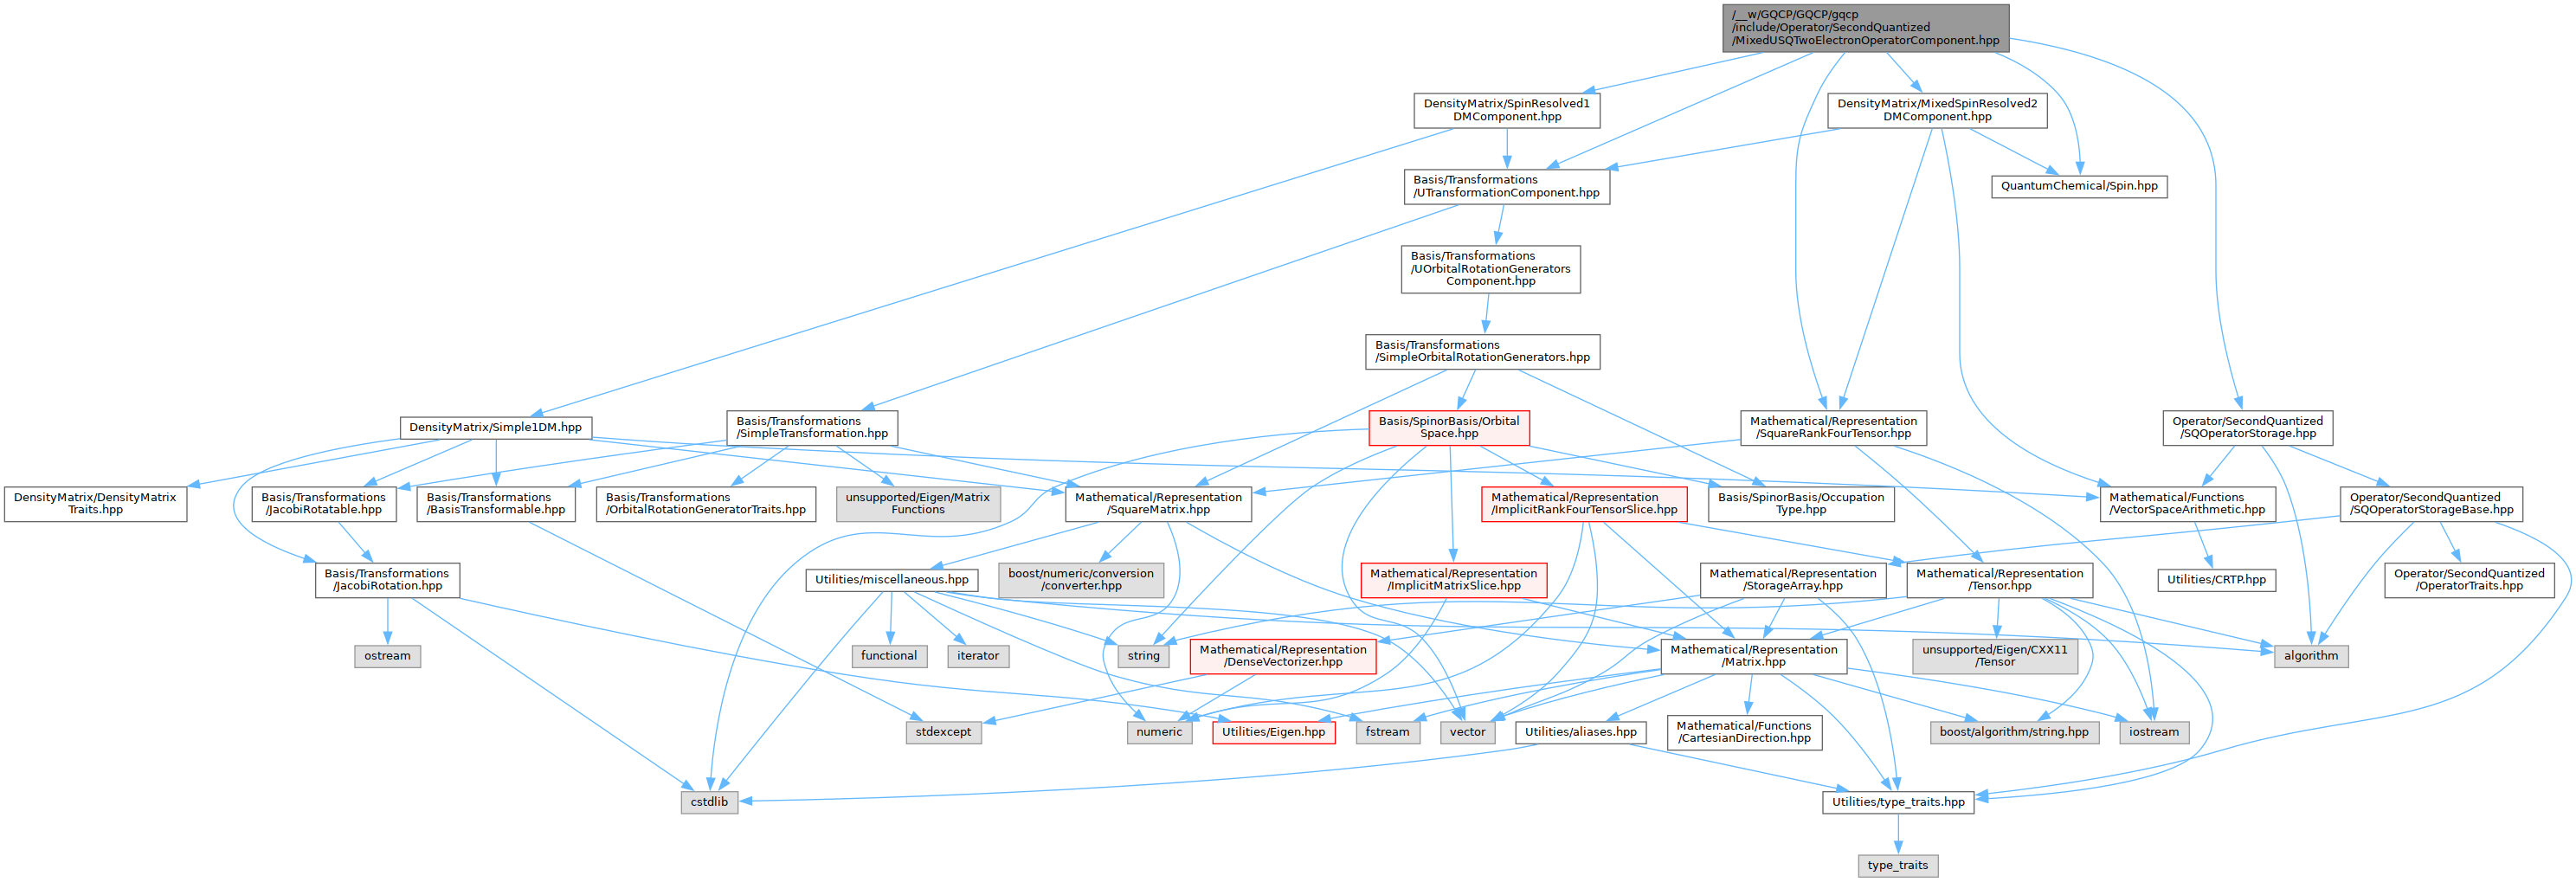 /__w/GQCP/GQCP/gqcp
/include/Operator/SecondQuantized
/MixedUSQTwoElectronOperatorComponent.hpp
DensityMatrix/SpinResolved1
DMComponent.hpp
DensityMatrix/MixedSpinResolved2
DMComponent.hpp
Basis/Transformations
/UTransformationComponent.hpp
QuantumChemical/Spin.hpp
Basis/Transformations
/UOrbitalRotationGenerators
Component.hpp
Basis/Transformations
/SimpleOrbitalRotationGenerators.hpp
DensityMatrix/Simple1DM.hpp
Basis/Transformations
/SimpleTransformation.hpp
Basis/SpinorBasis/Orbital
Space.hpp
Mathematical/Representation
/SquareRankFourTensor.hpp
Operator/SecondQuantized
/SQOperatorStorage.hpp
DensityMatrix/DensityMatrix
Traits.hpp
Basis/Transformations
/JacobiRotatable.hpp
Basis/Transformations
/BasisTransformable.hpp
Basis/Transformations
/OrbitalRotationGeneratorTraits.hpp
unsupported/Eigen/Matrix
Functions
Mathematical/Representation
/SquareMatrix.hpp
Mathematical/Representation
/ImplicitRankFourTensorSlice.hpp
Basis/SpinorBasis/Occupation
Type.hpp
Mathematical/Functions
/VectorSpaceArithmetic.hpp
Operator/SecondQuantized
/SQOperatorStorageBase.hpp
Basis/Transformations
/JacobiRotation.hpp
Utilities/miscellaneous.hpp
boost/numeric/conversion
/converter.hpp
Mathematical/Representation
/ImplicitMatrixSlice.hpp
Mathematical/Representation
/StorageArray.hpp
Mathematical/Representation
/Tensor.hpp
Utilities/CRTP.hpp
Operator/SecondQuantized
/OperatorTraits.hpp
ostream
functional
iterator
string
Mathematical/Representation
/DenseVectorizer.hpp
Mathematical/Representation
/Matrix.hpp
unsupported/Eigen/CXX11
/Tensor
algorithm
stdexcept
numeric
Utilities/Eigen.hpp
fstream
vector
Utilities/aliases.hpp
Mathematical/Functions
/CartesianDirection.hpp
boost/algorithm/string.hpp
iostream
cstdlib
Utilities/type_traits.hpp
type_traits